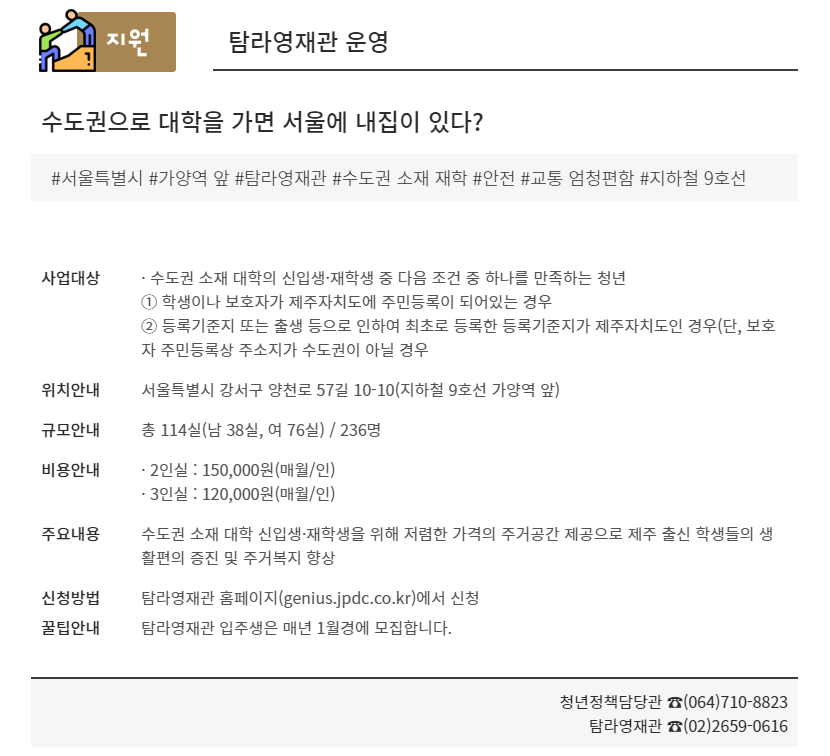 지원
탐라영재관 운영
수도권으로 대학을 가면 서울에 내집이 있다?
#서울특별시 #가양역 앞 #탐라영재관 #수도권 소재 재학 #안전 #교통 엄청편함 #지하철 9호선
사업대상 · 수도권 소재 대학의 신입생·재학생 중 다음 조건 중 하나를 만족하는 청년
① 학생이나 보호자가 제주자치도에 주민등록이 되어있는 경우
② 등록기준지 또는 출생 등으로 인하여 최초로 등록한 등록기준지가 제주자치도인 경우(단, 보호
자 주민등록상 주소지가 수도권이 아닐 경우
위치안내 서울특별시 강서구 양천로 57길 10-10(지하철 9호선 가양역 앞)
규모안내 총 114실(남 38실, 여 76실) / 236명
비용안내 · 2인실 : 150,000원(매월/인)
· 3인실 : 120,000원(매월/인)
주요내용 수도권 소재 대학 신입생·재학생을 위해 저렴한 가격의 주거공간 제공으로 제주 출신 학생들의 생
활편의 증진 및 주거복지 향상
신청방법 탐라영재관 홈페이지(genius.jpdc.co.kr)에서 신청
꿀팁안내 탐라영재관 입주생은 매년 1월경에 모집합니다.
청년정책담당관 ☎(064)710-8823
탐라영재관 ☎(02)2659-0616